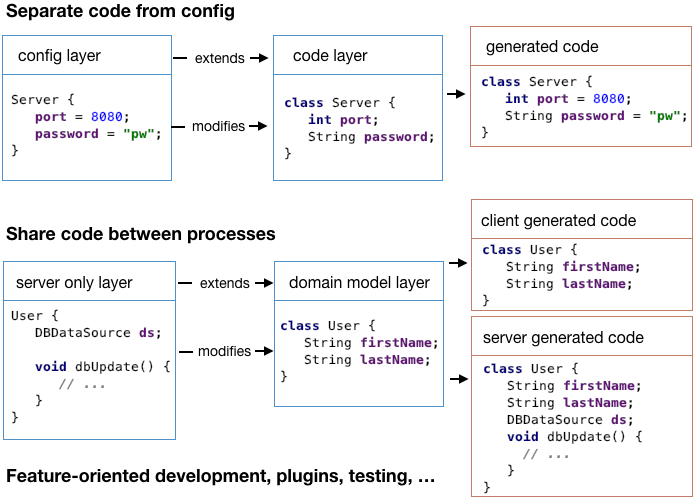 Separate code from config
config layer
Server {
port = 8080;
password = "pw";
}
extends
modifies
code layer
class Server {
int port;
String password;
}
generated code
class Server {
int port = 8080;
String password = "pw";
}
Share code between processes
server only layer
User {
DBDataSource ds;
void dbUpdate() {
// ...
}
}
extends
modifies
domain model layer
class User {
String firstName;
String lastName;
}
client generated code
class User {
String firstName;
String lastName;
}
server generated code
class User {
String firstName;
String lastName;
DBDataSource ds;
void dbUpdate() {
// ...
}
}
Feature-oriented development, plugins, testing, …